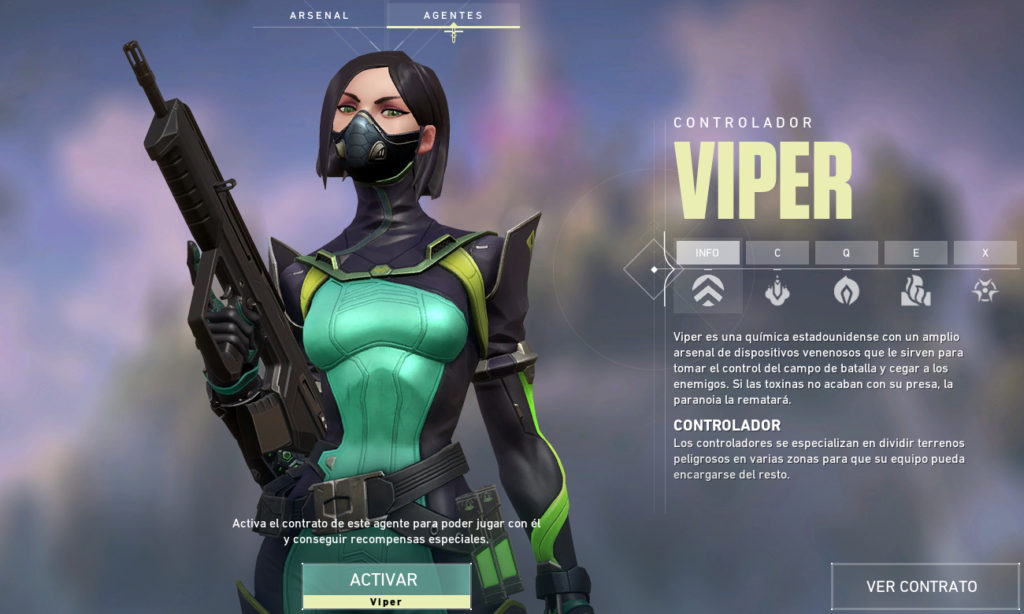 ARSENAL
AGENTES
CONTROLADOR
VIPER
INFO
C
Q
E
X
Viper es una química estadounidense con un amplio
arsenal de dispositivos venenosos que le sirven para
tomar el control del campo de batalla y cegar a los
enemigos. Si las toxinas no acaban con su presa, la
paranoia la rematará.
CONTROLADOR
Los controladores se especializan en dividir terrenos
peligrosos en varias zonas para que su equipo pueda
encargarse del resto.
Activa el contrato de este agente para poder jugar con él
y conseguir recompensas especiales.
ACTIVAR
Viper
VER CONTRATO